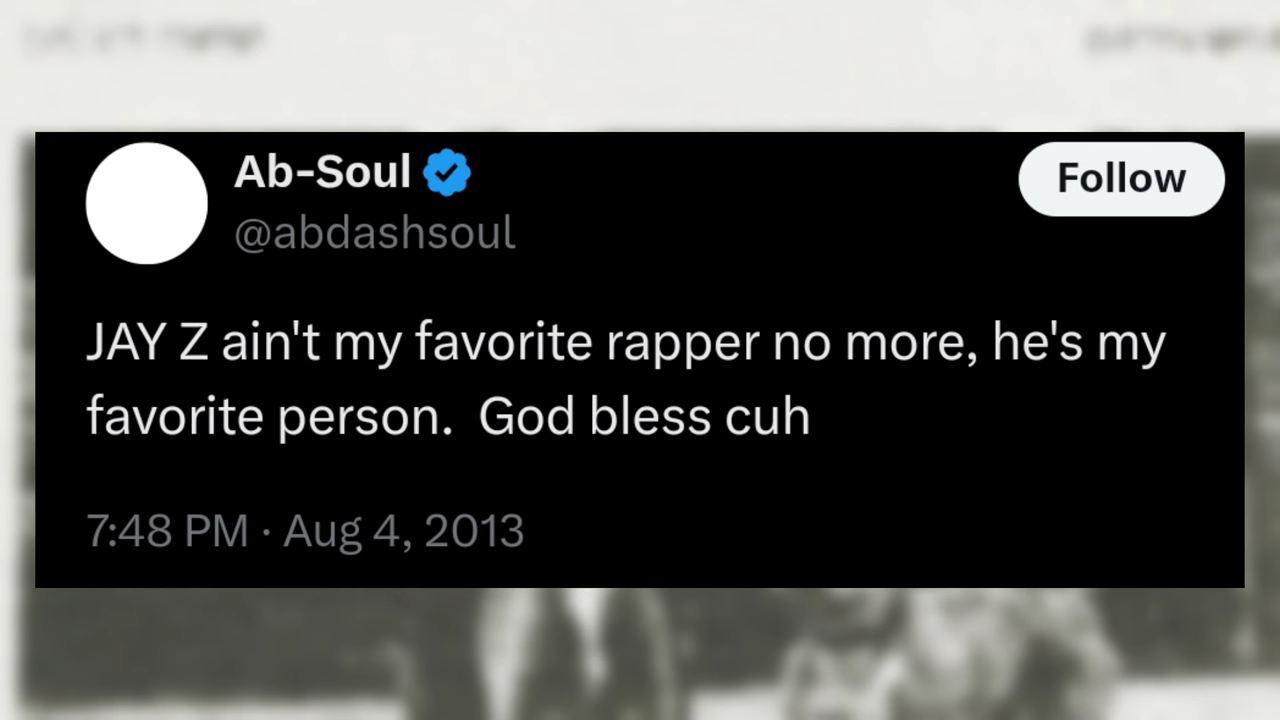 Ab-Soul
@abdashsoul
Follow
JAY Z ain't my favorite rapper no more, he's my
favorite person.  God bless cuh
7:48 PM · Aug 4, 2013